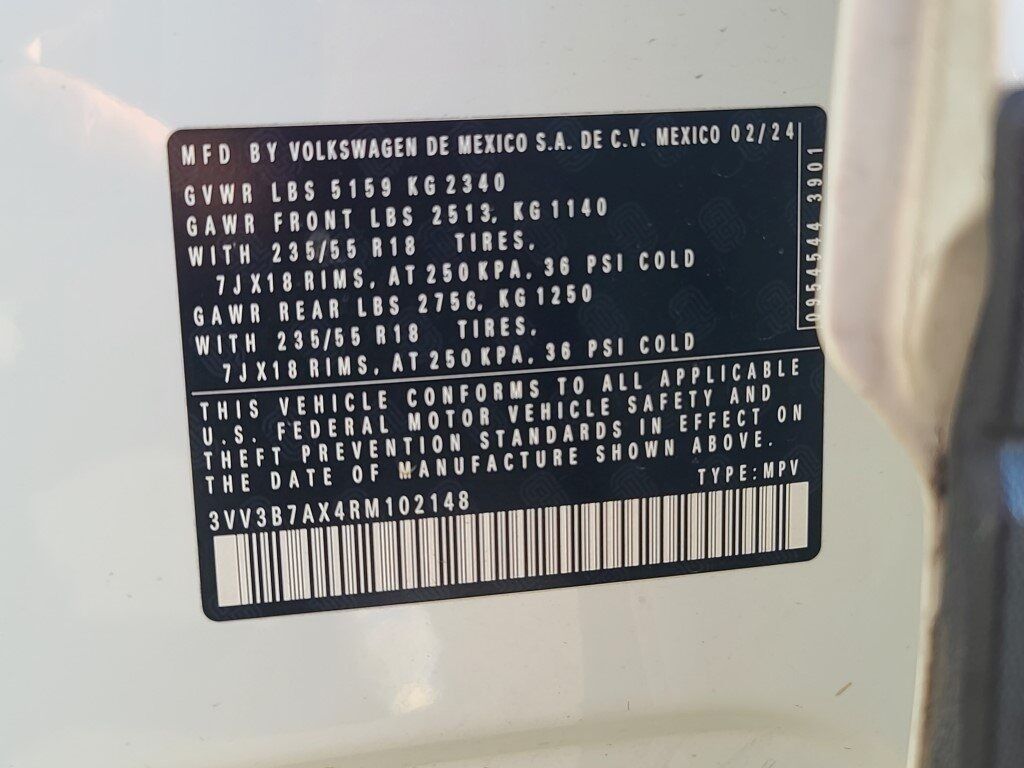 MFD BY VOLKSWAGEN DE MEXICO S.A. DE C.V. MEXICO 02/24
GVWR LBS 5159 KG 2340
GAWR FRONT LBS 2513, KG 1140
WITH 235/55 R18 TIRES,
7JX18 RIMS, AT 250 KPA, 36 PSI COLD
GAWR REAR LBS 2756, KG 1250
WITH 235/55 R18 TIRES,
7JX18 RIMS, AT 250 KPA, 36 PSI COLD
0954544 3901
THIS VEHICLE CONFORMS TO ALL APPLICABLE
U.S. FEDERAL MOTOR VEHICLE SAFETY AND
THEFT PREVENTION STANDARDS IN EFFECT ON
THE DATE OF MANUFACTURE SHOWN ABOVE.
TYPE:MPV
3VV3B7AX4RM102148